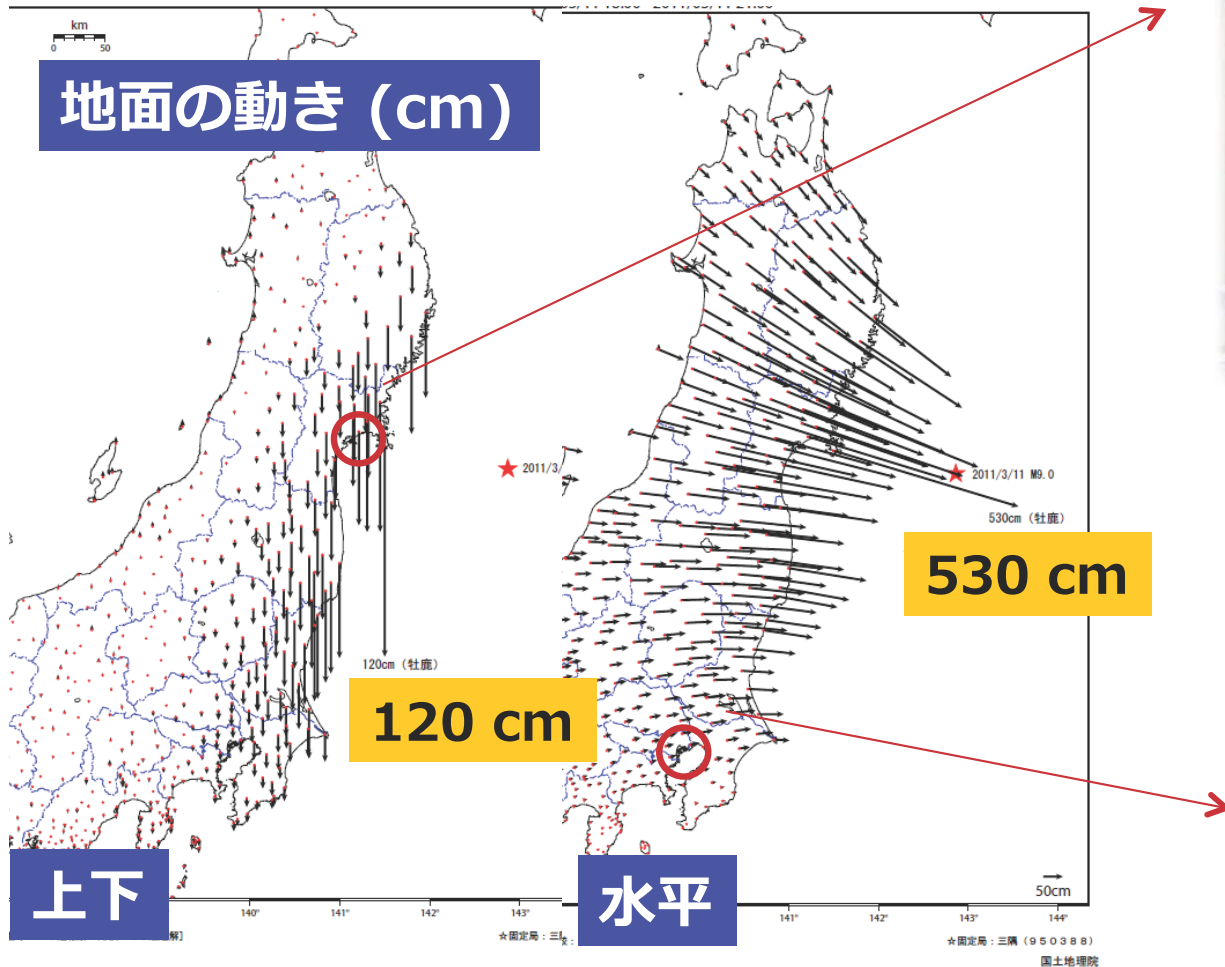 km
0 50
地面の動き (cm)
2011/3/
2011/3/11 M9.0
530cm (牡鹿)
530 cm
120cm (牡鹿)
120 cm
上下
水平
50cm
140° 141° 142° 143°
141° 142° 143° 144°
☆固定局：三
☆固定局：三隅（９５０３８８）
国土地理院